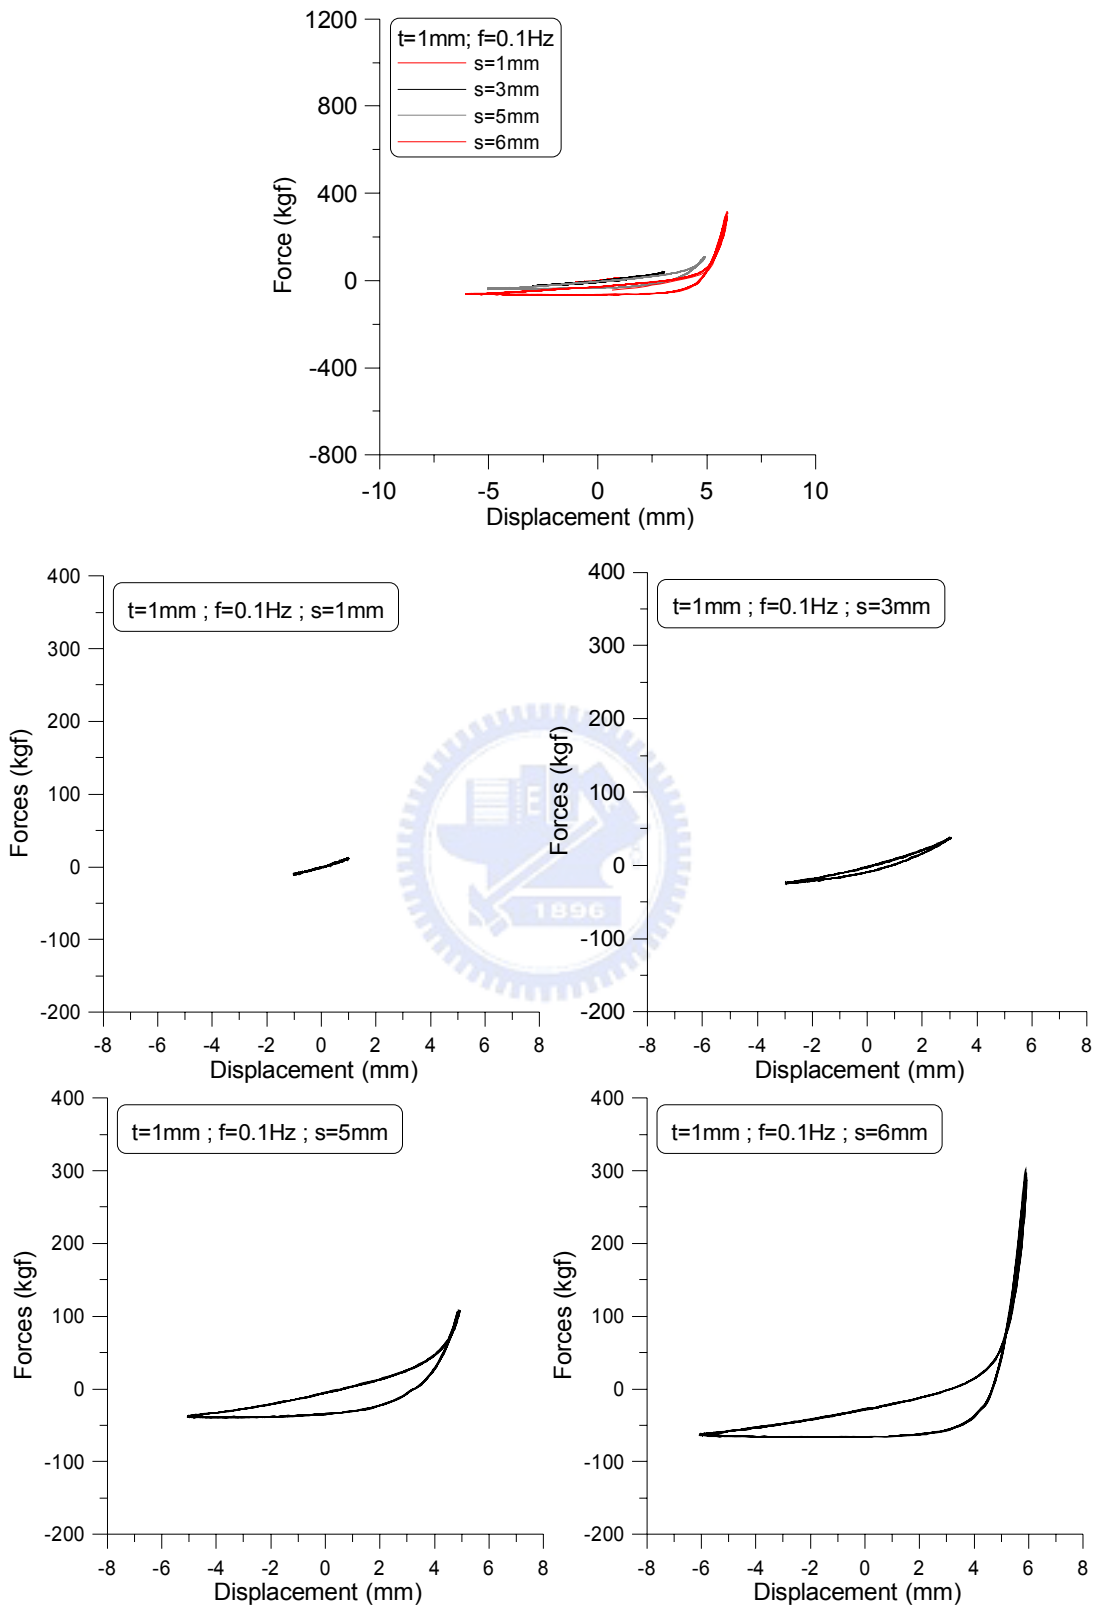 1200
800
400
0
-400
-800
Force (kgf)
t=1mm; f=0.1Hz
s=1mm
s=3mm
s=5mm
s=6mm
-10 -5 0 5 10
Displacement (mm)
400
300
200
100
0
-100
-200
Forces (kgf)
t=1mm ; f=0.1Hz ; s=1mm
-8 -6 -4 -2 0 2 4 6 8
Displacement (mm)
400
300
200
100
0
-100
-200
Forces (kgf)
t=1mm ; f=0.1Hz ; s=3mm
-8 -6 -4 -2 0 2 4 6 8
Displacement (mm)
1896
400
300
200
100
0
-100
-200
Forces (kgf)
t=1mm ; f=0.1Hz ; s=5mm
-8 -6 -4 -2 0 2 4 6 8
Displacement (mm)
400
300
200
100
0
-100
-200
Forces (kgf)
t=1mm ; f=0.1Hz ; s=6mm
-8 -6 -4 -2 0 2 4 6 8
Displacement (mm)